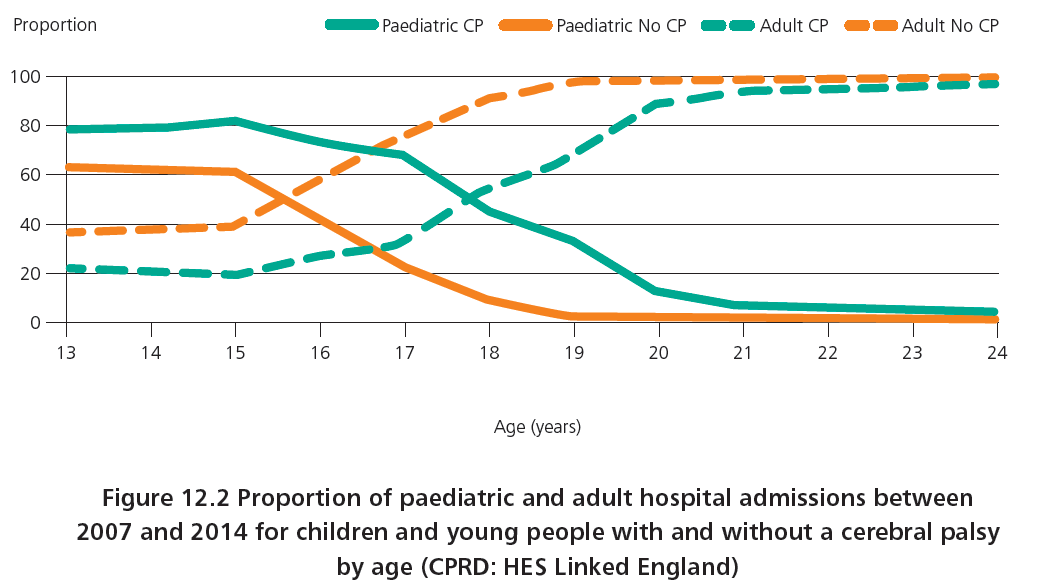 Proportion
Paediatric CP Paediatric No CP Adult CP Adult No CP
100
80
60
40
20
0
13 14 15 16 17 18 19 20 21 22 23 24
Age (years)
Figure 12.2 Proportion of paediatric and adult hospital admissions between
2007 and 2014 for children and young people with and without a cerebral palsy
by age (CPRD: HES Linked England)